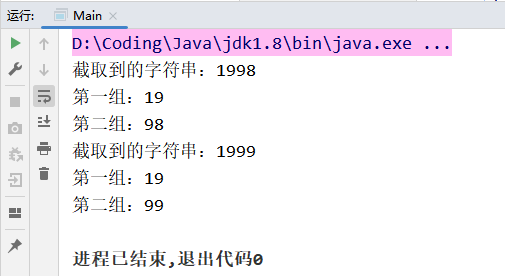 运行: Main
D:\Coding\Java\jdk1.8\bin\java.exe ...
截取到的字符串：1998
第一组：19
第二组：98
截取到的字符串：1999
第一组：19
第二组：99
进程已结束,退出代码0